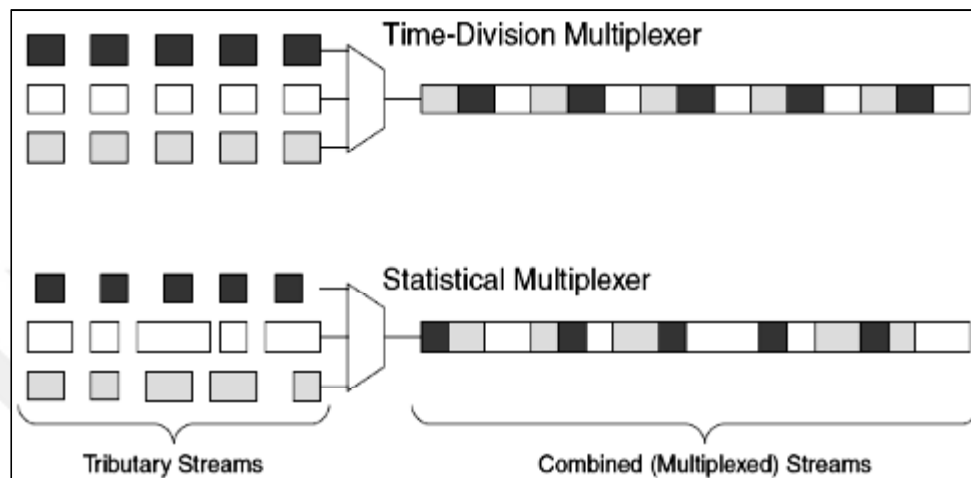 Time-Division Multiplexer
Statistical Multiplexer
Tributary Streams
Combined (Multiplexed) Streams